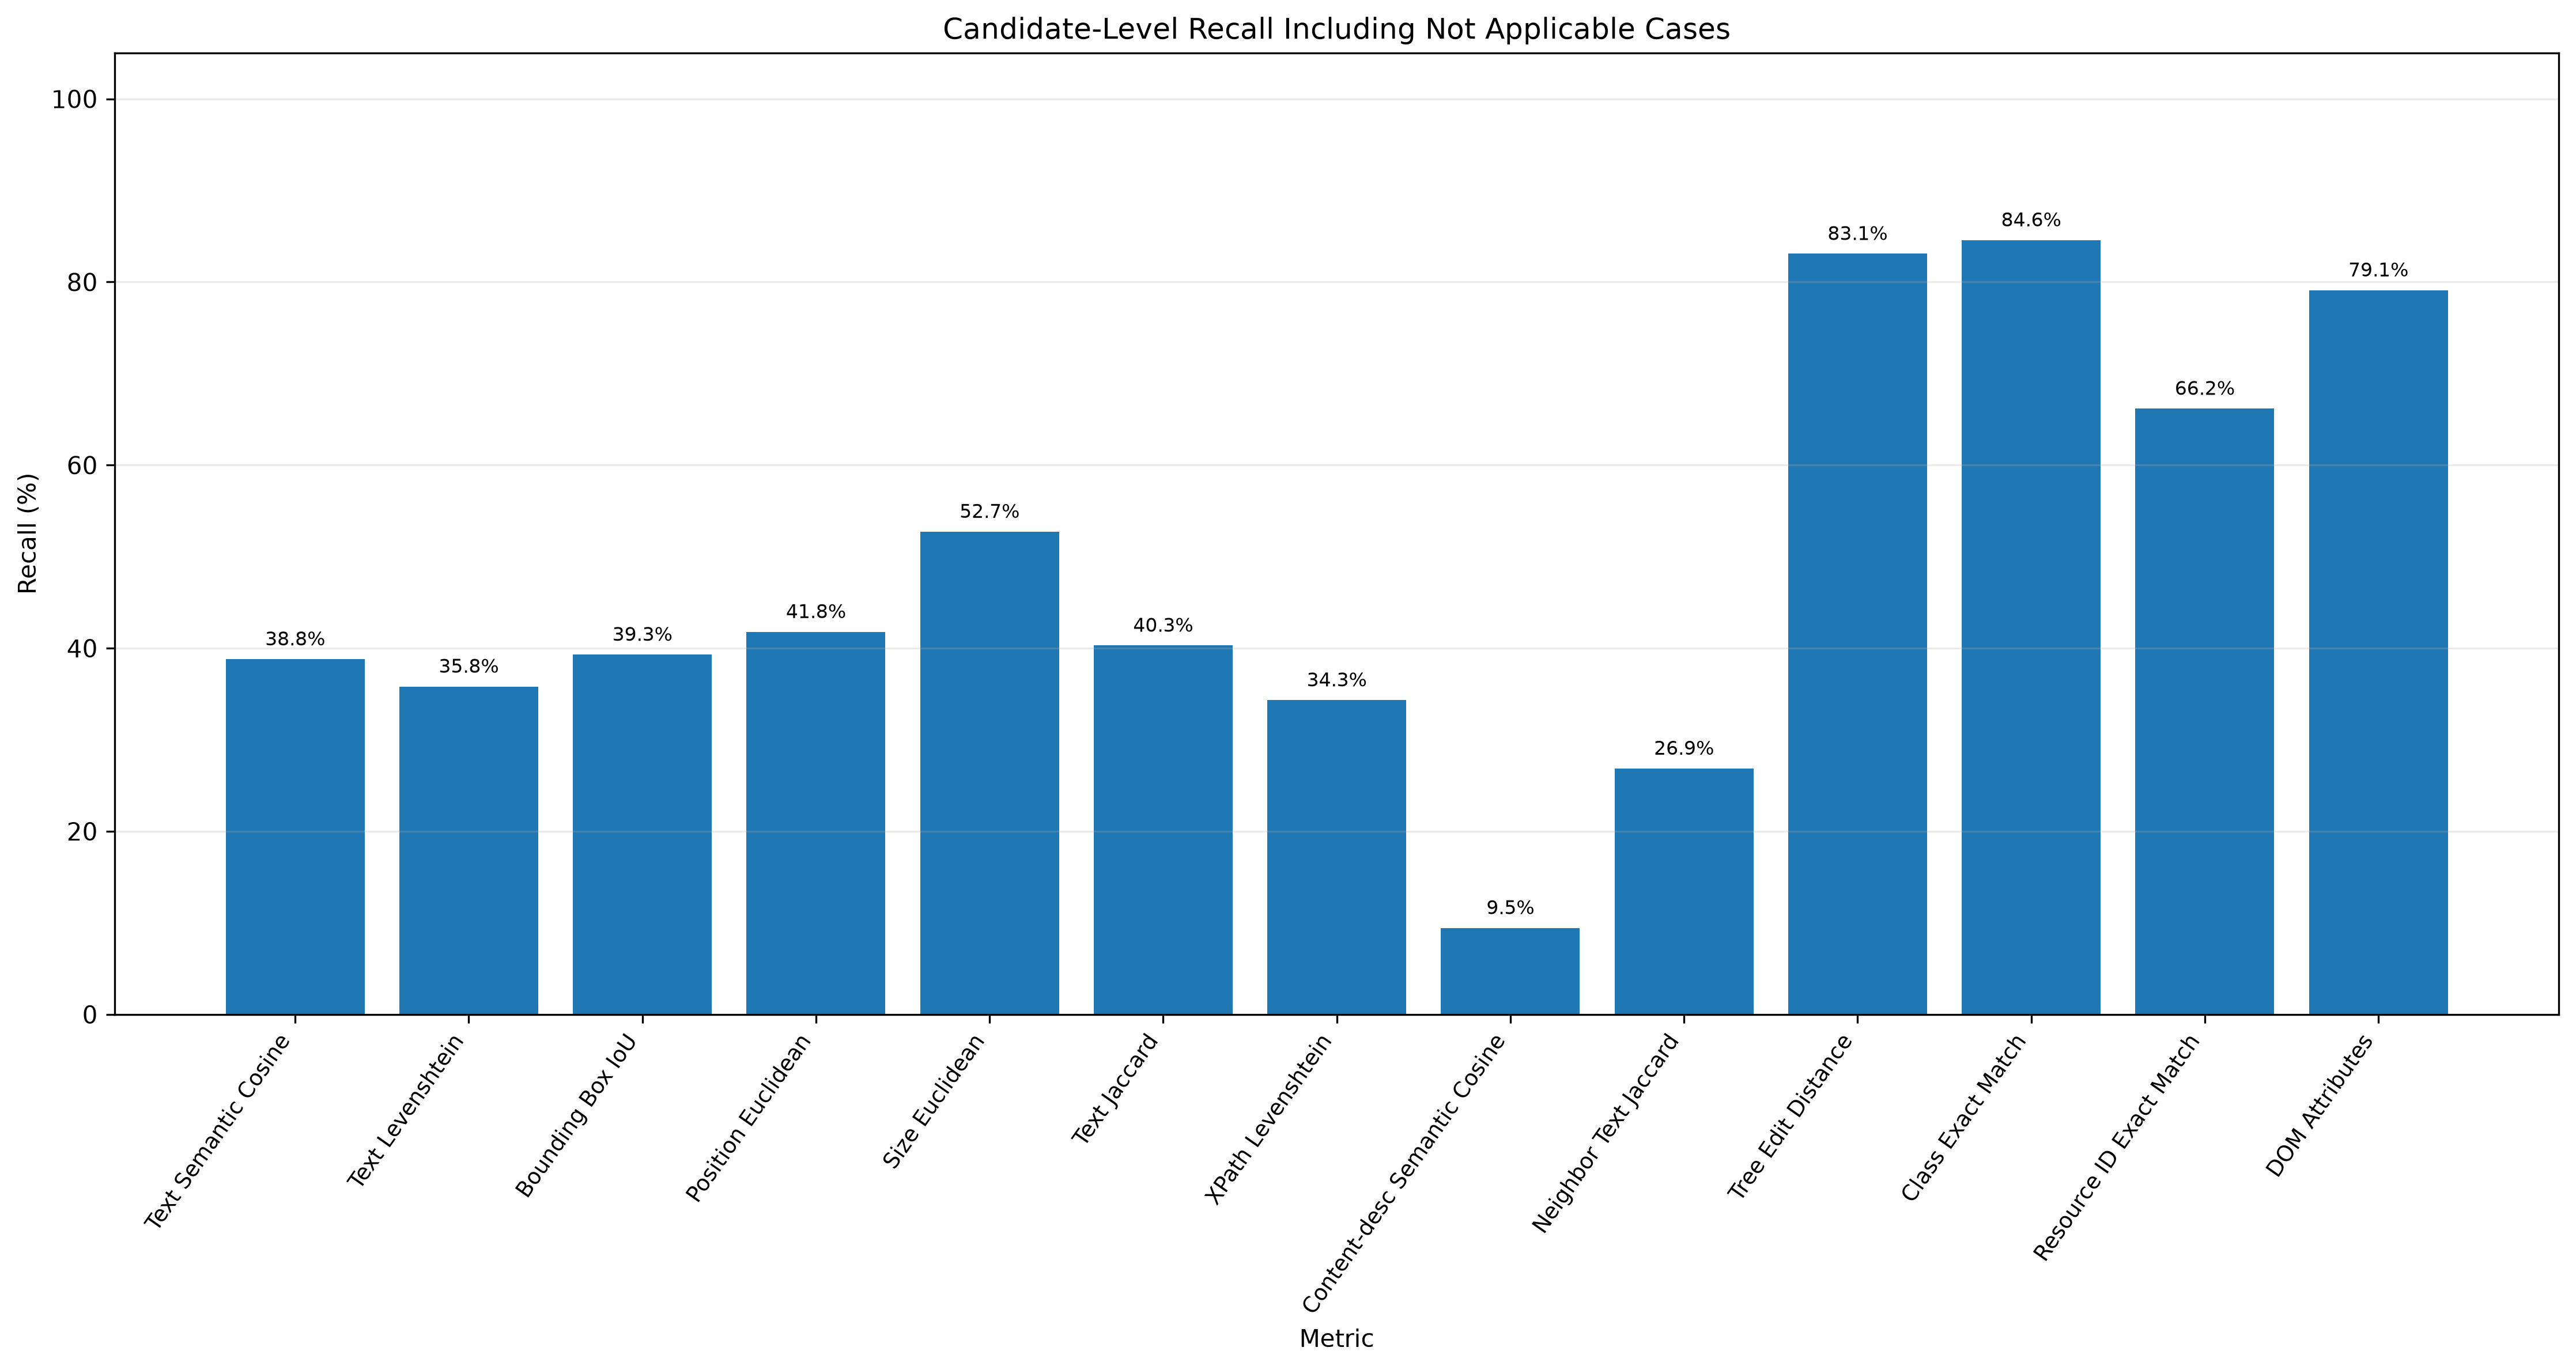 Candidate-Level Recall Including Not Applicable Cases
Recall (%)
100
80
60
40
20
0
38.8%
35.8%
39.3%
41.8%
52.7%
40.3%
34.3%
9.5%
26.9%
83.1%
84.6%
66.2%
79.1%
Text Semantic Cosine
Text Levenshtein
Bounding Box IoU
Position Euclidean
Size Euclidean
Text Jaccard
XPath Levenshtein
Content-desc Semantic Cosine
Neighbor Text Jaccard
Tree Edit Distance
Class Exact Match
Resource ID Exact Match
DOM Attributes
Metric